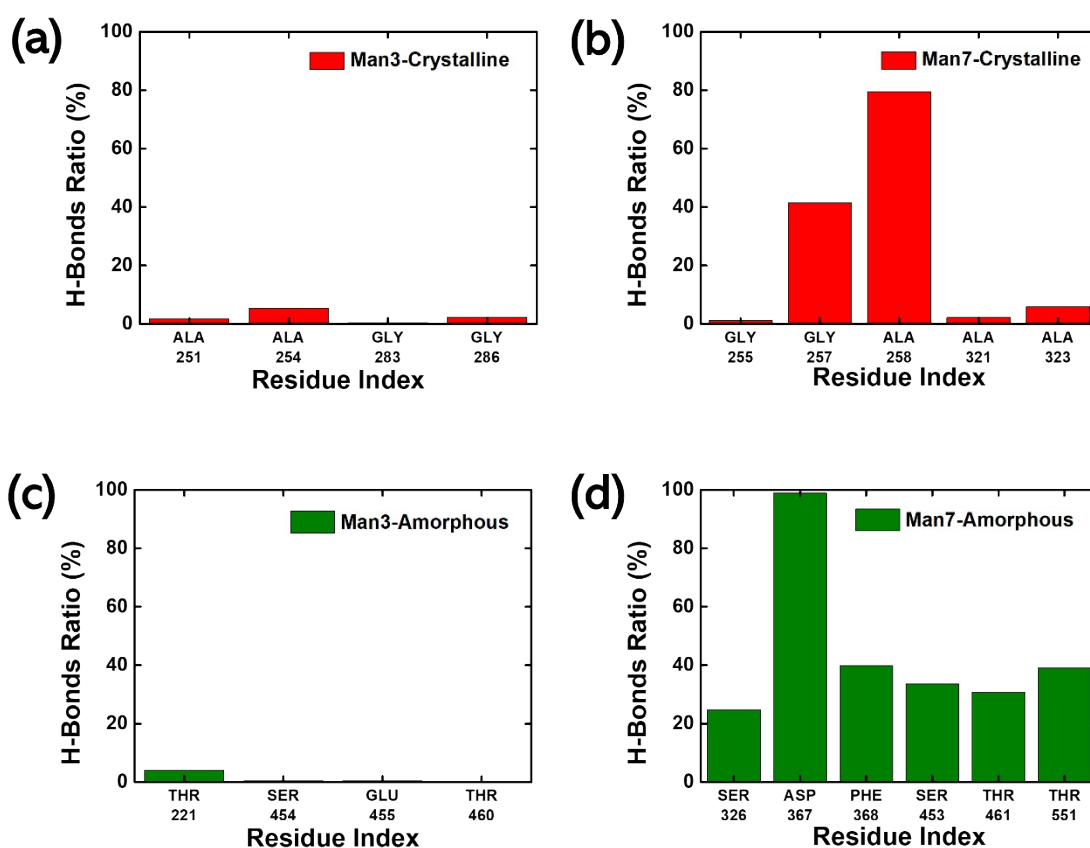 (a)
H-Bonds Ratio (%)
100
80
60
40
20
0
Man3-Crystalline
ALA ALA GLY GLY
251 254 283 286
Residue Index
(b)
H-Bonds Ratio (%)
100
80
60
40
20
0
Man7-Crystalline
GLY GLY ALA ALA ALA
255 257 258 321 323
Residue Index
(c)
H-Bonds Ratio (%)
100
80
60
40
20
0
Man3-Amorphous
THR SER GLU THR
221 454 455 460
Residue Index
(d)
H-Bonds Ratio (%)
100
80
60
40
20
0
Man7-Amorphous
SER ASP PHE SER THR THR
326 367 368 453 461 551
Residue Index